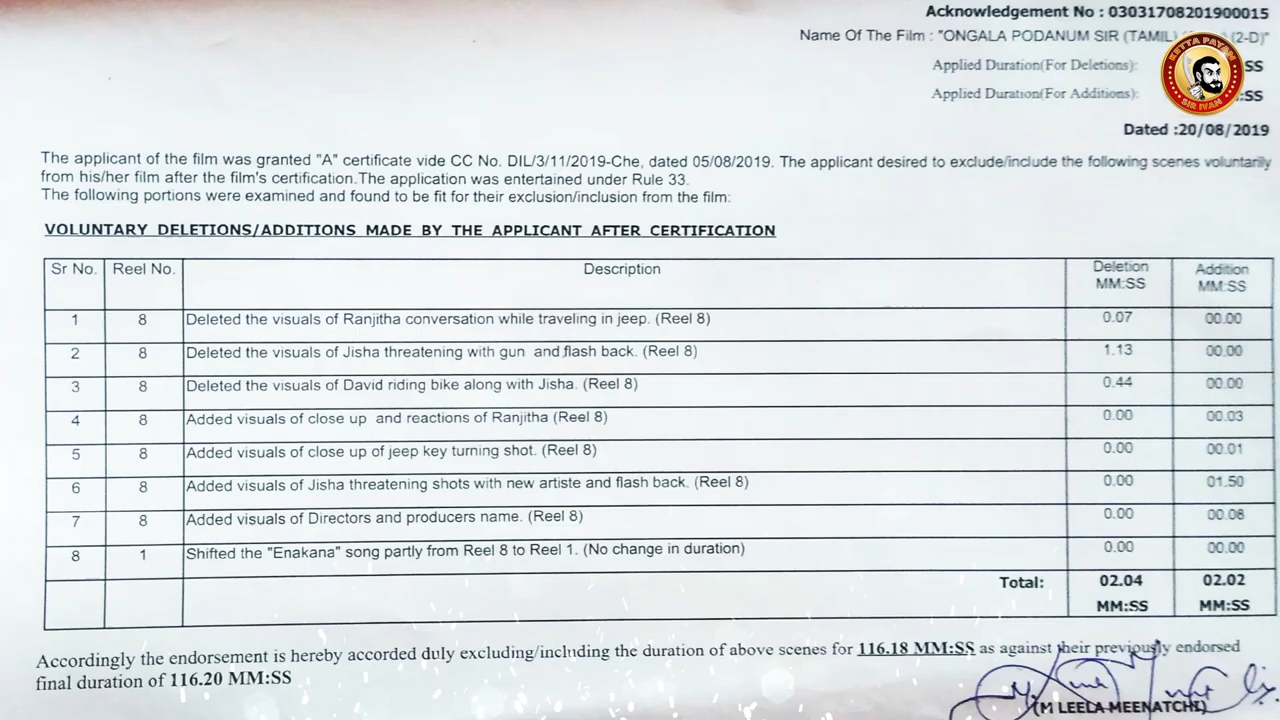 Acknowledgement No : 03031708201900015
Name Of The Film : "ONGALA PODANUM SIR (TAMIL) (2-D)"
KETTA PAYAN
SIR IVAN
Applied Duration(For Deletions): SS
Applied Duration(For Additions): :SS
Dated :20/08/2019
The applicant of the film was granted "A" certificate vide CC No. DIL/3/11/2019-Che, dated 05/08/2019. The applicant desired to exclude/include the following scenes voluntarily
from his/her film after the film's certification.The application was entertained under Rule 33.
The following portions were examined and found to be fit for their exclusion/inclusion from the film:
VOLUNTARY DELETIONS/ADDITIONS MADE BY THE APPLICANT AFTER CERTIFICATION
Sr No. Reel No. Description Deletion MM:SS Addition MM:SS
1 8 Deleted the visuals of Ranjitha conversation while traveling in jeep. (Reel 8) 0.07 00.00
2 8 Deleted the visuals of Jisha threatening with gun and flash back. (Reel 8) 1.13 00.00
3 8 Deleted the visuals of David riding bike along with Jisha. (Reel 8) 0.44 00.00
4 8 Added visuals of close up and reactions of Ranjitha (Reel 8) 0.00 00.03
5 8 Added visuals of close up of jeep key turning shot. (Reel 8) 0.00 00.01
6 8 Added visuals of Jisha threatening shots with new artiste and flash back. (Reel 8) 0.00 01.50
7 8 Added visuals of Directors and producers name. (Reel 8) 0.00 00.08
8 1 Shifted the "Enakana" song partly from Reel 8 to Reel 1. (No change in duration) 0.00 00.00
Total: 02.04 MM:SS 02.02 MM:SS
Accordingly the endorsement is hereby accorded duly excluding/including the duration of above scenes for 116.18 MM:SS as against their previously endorsed
final duration of 116.20 MM:SS
(M LEELA MEENATCHI)